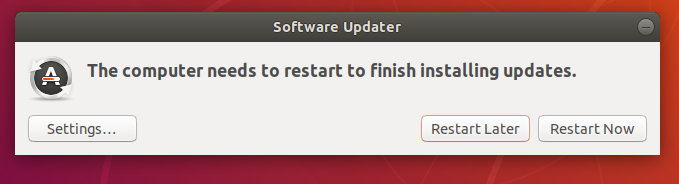 Software Updater
The computer needs to restart to finish installing updates.
Settings...
Restart Later
Restart Now